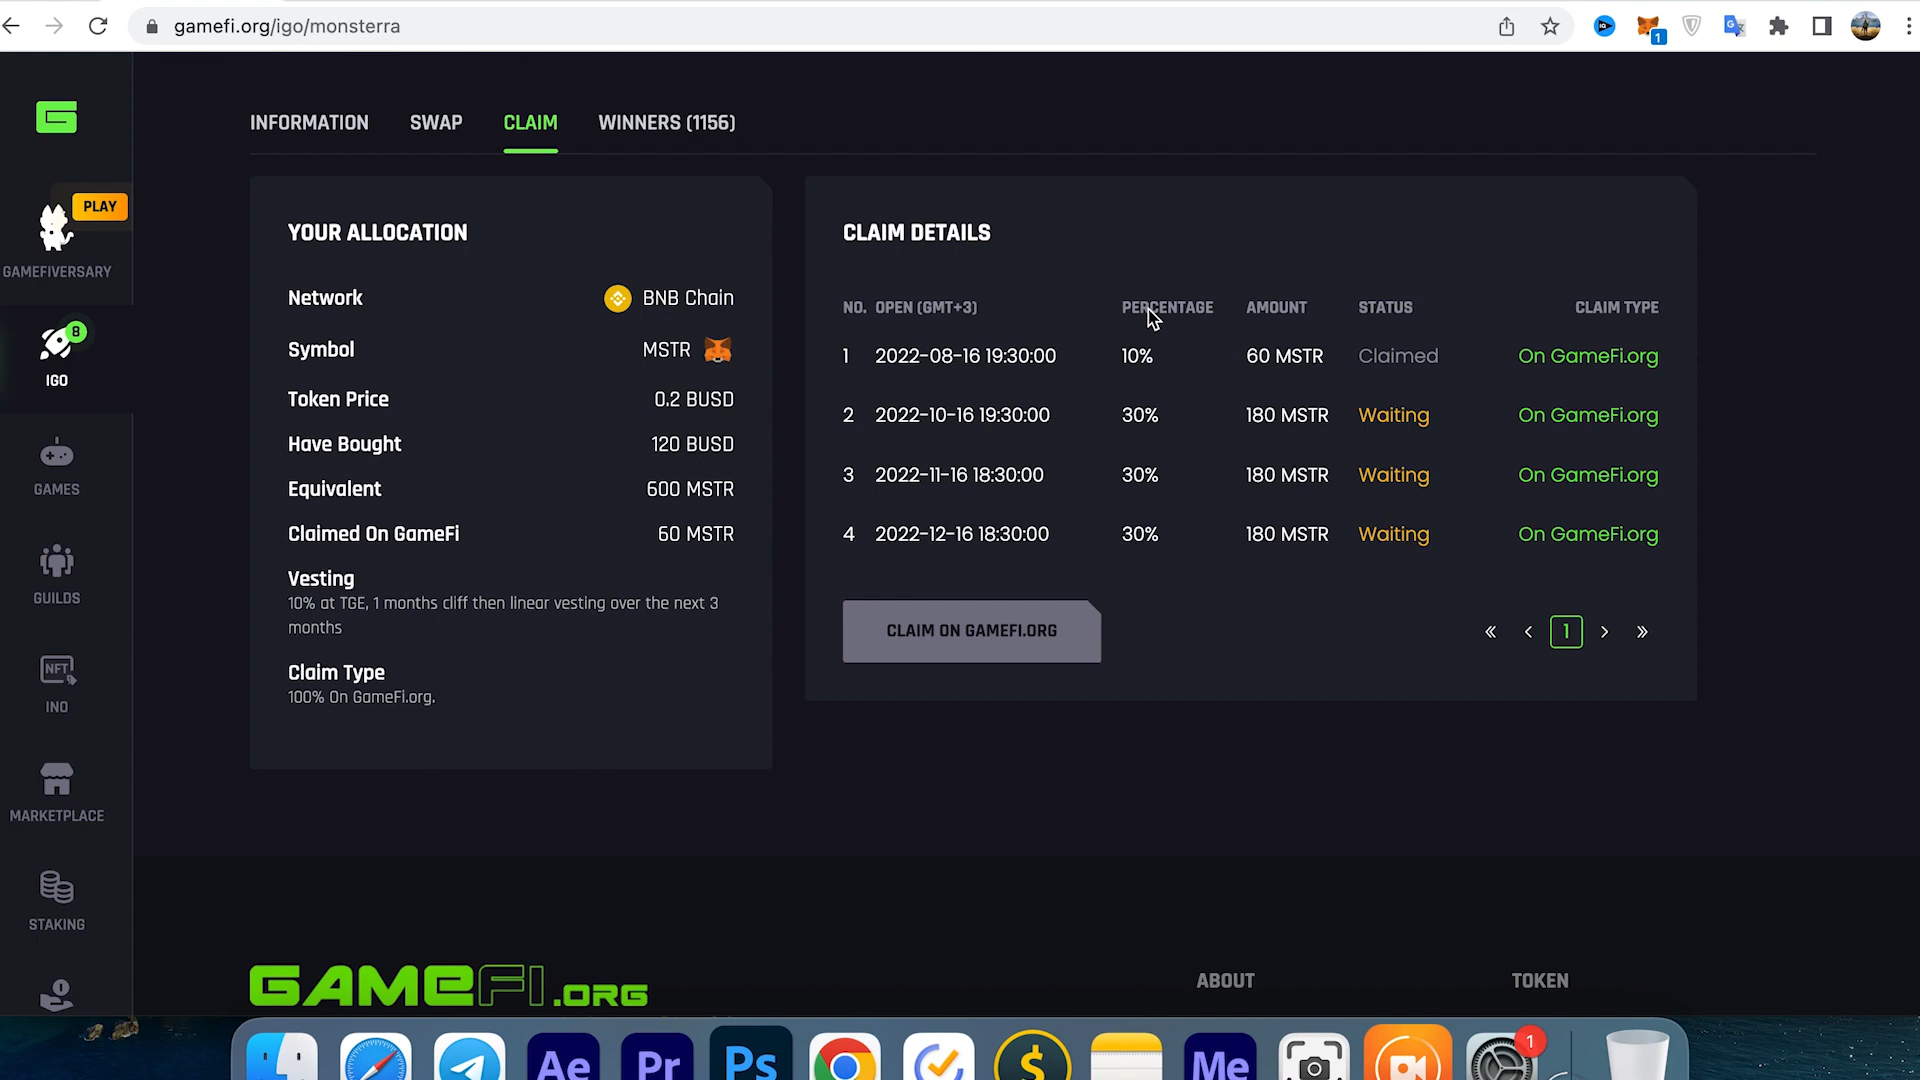 gamefi.org/igo/monsterra
1
INFORMATION SWAP CLAIM WINNERS (1156)
PLAY
GAMEFIVERSARY
8
IGO
GAMES
GUILDS
NFT
INO
MARKETPLACE
STAKING
YOUR ALLOCATION
Network BNB Chain
Symbol MSTR
Token Price 0.2 BUSD
Have Bought 120 BUSD
Equivalent 600 MSTR
Claimed On GameFi 60 MSTR
Vesting
10% at TGE, 1 months cliff then linear vesting over the next 3
months
Claim Type
100% On GameFi.org.
CLAIM DETAILS
NO. OPEN (GMT+3) PERCENTAGE AMOUNT STATUS CLAIM TYPE
1 2022-08-16 19:30:00 10% 60 MSTR Claimed On GameFi.org
2 2022-10-16 19:30:00 30% 180 MSTR Waiting On GameFi.org
3 2022-11-16 18:30:00 30% 180 MSTR Waiting On GameFi.org
4 2022-12-16 18:30:00 30% 180 MSTR Waiting On GameFi.org
CLAIM ON GAMEFI.ORG
« ‹ 1 › »
GAMEFI.ORG
ABOUT TOKEN
Ae Pr Ps $ Me 1